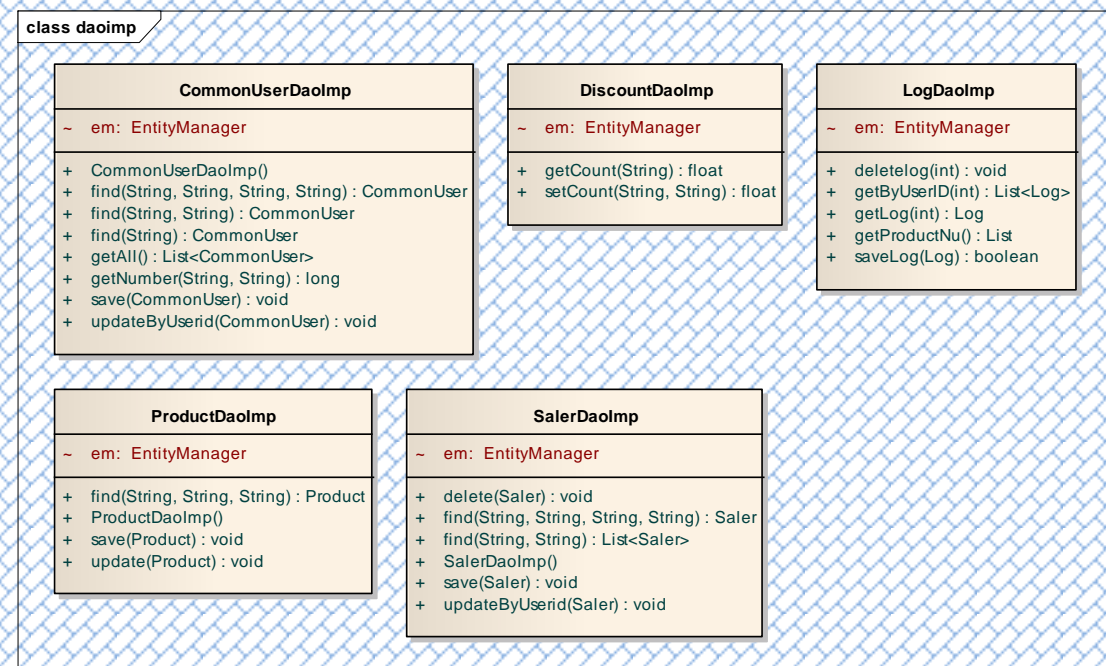 class daoimp
CommonUserDaoImp
~ em: EntityManager
+ CommonUserDaoImp()
+ find(String, String, String, String) : CommonUser
+ find(String, String) : CommonUser
+ find(String) : CommonUser
+ getAll() : List<CommonUser>
+ getNumber(String, String) : long
+ save(CommonUser) : void
+ updateByUserid(CommonUser) : void
DiscountDaoImp
~ em: EntityManager
+ getCount(String) : float
+ setCount(String, String) : float
LogDaoImp
~ em: EntityManager
+ deletelog(int) : void
+ getByUserID(int) : List<Log>
+ getLog(int) : Log
+ getProductNu() : List
+ saveLog(Log) : boolean
ProductDaoImp
~ em: EntityManager
+ find(String, String, String) : Product
+ ProductDaoImp()
+ save(Product) : void
+ update(Product) : void
SalerDaoImp
~ em: EntityManager
+ delete(Saler) : void
+ find(String, String, String, String) : Saler
+ find(String, String) : List<Saler>
+ SalerDaoImp()
+ save(Saler) : void
+ updateByUserid(Saler) : void